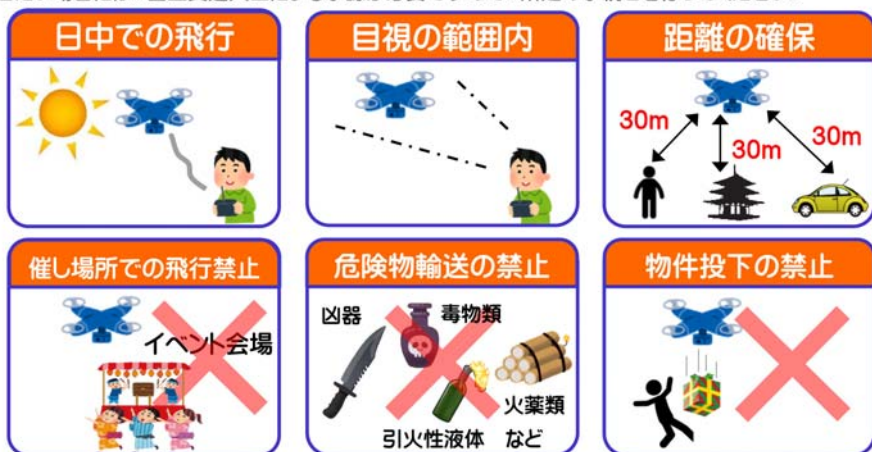 日中での飛行
目視の範囲内
距離の確保
30m
30m
30m
催し場所での飛行禁止
イベント会場
危険物輸送の禁止
凶器
毒物類
火薬類
引火性液体 など
物件投下の禁止